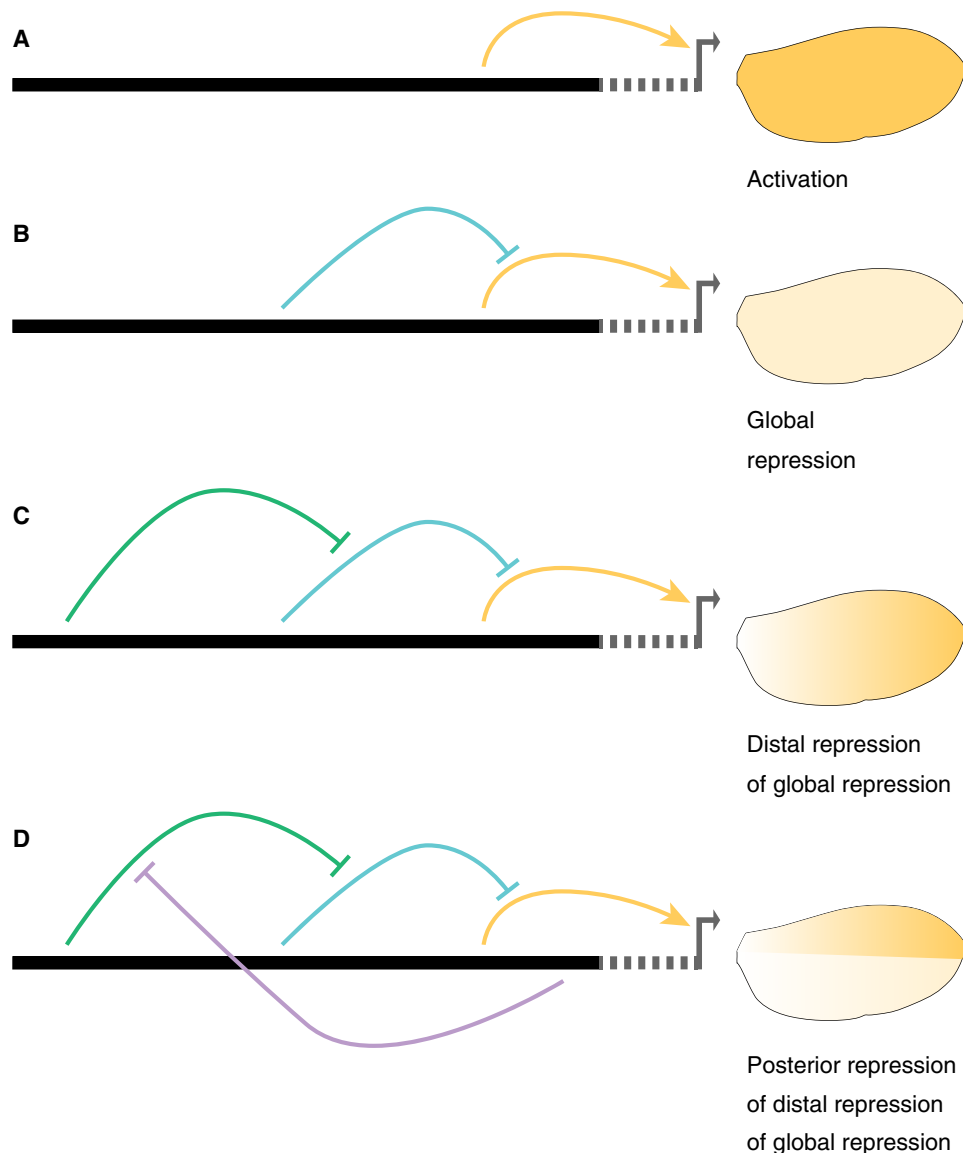 A
Activation
B
Global
repression
C
Distal repression
of global repression
D
Posterior repression
of distal repression
of global repression